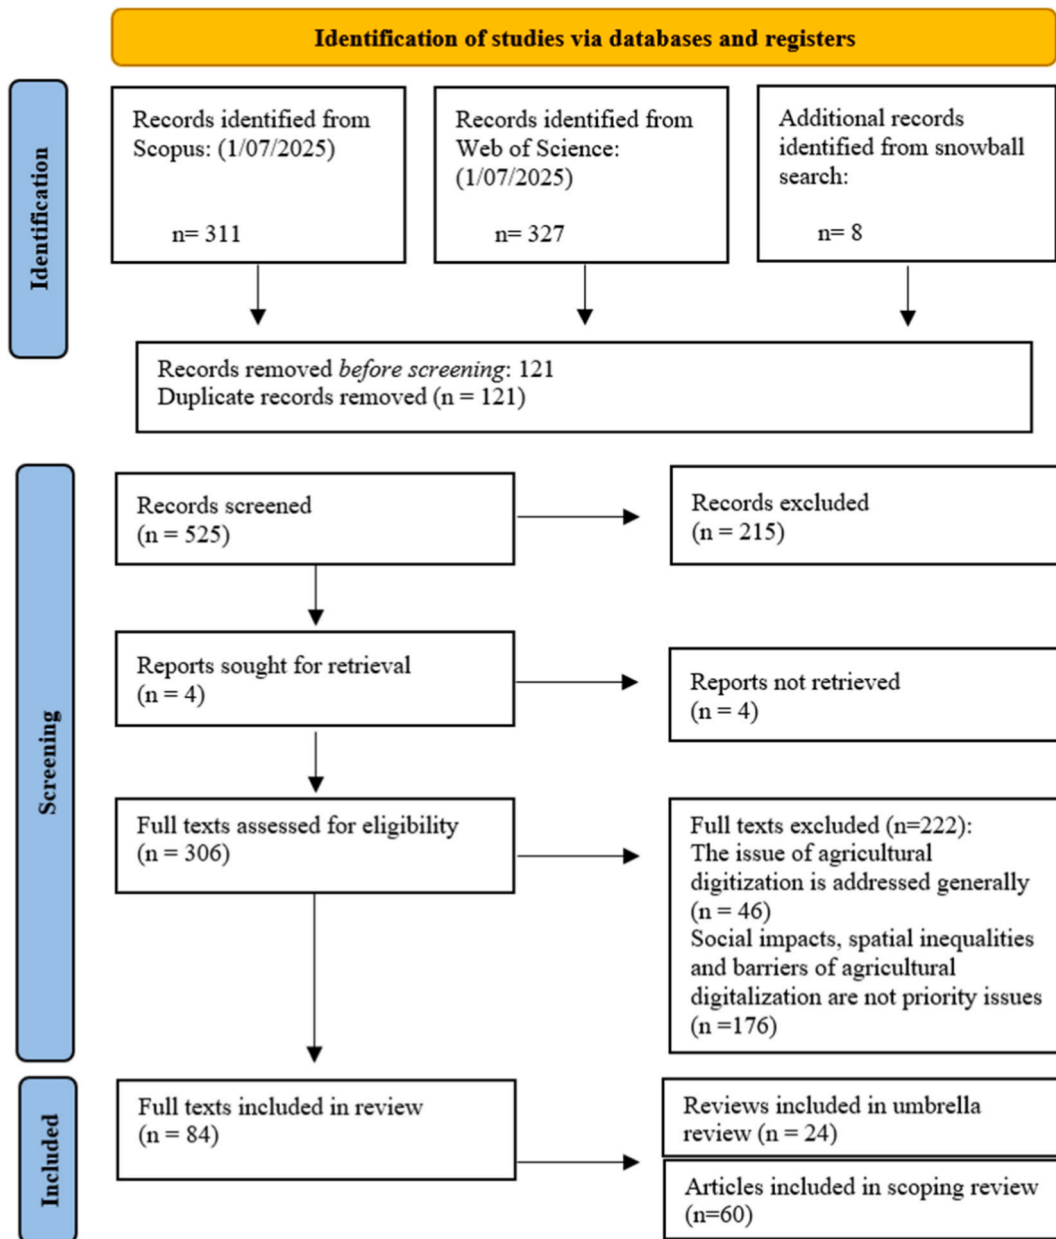 Identification of studies via databases and registers
Identification
Records identified from
Scopus: (1/07/2025)
n= 311
Records identified from
Web of Science:
(1/07/2025)
n= 327
Additional records
identified from snowball
search:
n= 8
Records removed before screening: 121
Duplicate records removed (n = 121)
Screening
Records screened
(n = 525)
Records excluded
(n = 215)
Reports sought for retrieval
(n = 4)
Reports not retrieved
(n = 4)
Full texts assessed for eligibility
(n = 306)
Full texts excluded (n=222):
The issue of agricultural
digitization is addressed generally
(n = 46)
Social impacts, spatial inequalities
and barriers of agricultural
digitalization are not priority issues
(n =176)
Included
Full texts included in review
(n = 84)
Reviews included in umbrella
review (n = 24)
Articles included in scoping review
(n=60)